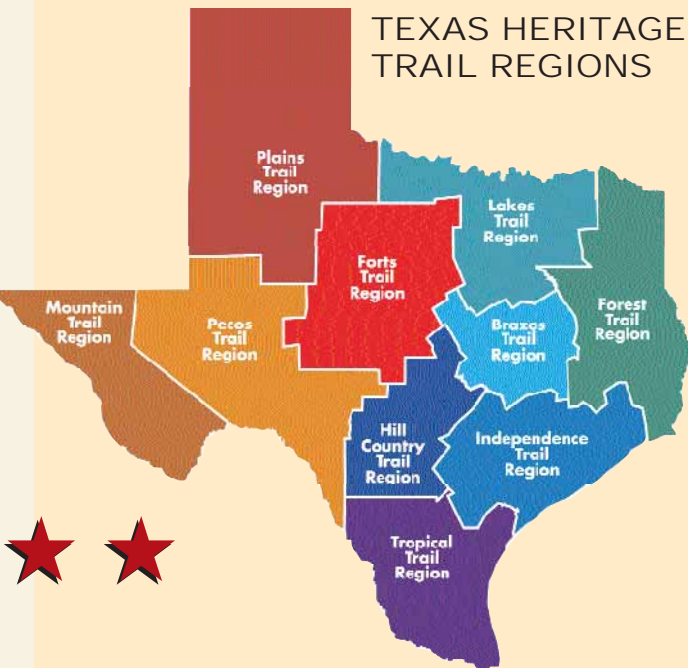 TEXAS HERITAGE
TRAIL REGIONS
Plains
Trail
Region
Lakes
Trail
Region
Forts
Trail
Region
Mountain
Trail
Region
Pecos
Trail
Region
Brazos
Trail
Region
Forest
Trail
Region
Hill
Country
Trail
Region
Independence
Trail
Region
Tropical
Trail
Region